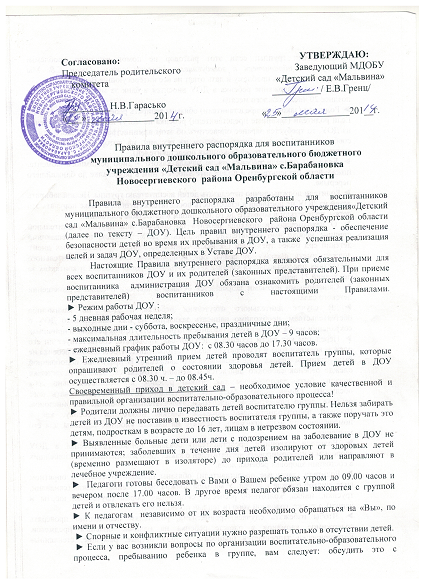 Согласовано:
Председатель родительского
комитета
Н.В.Гарасько
2014г.
УТВЕРЖДАЮ:
Заведующий МДОБУ
«Детский сад «Мальвина»
/ Е.В.Гренц/
мая 2014г.
Правила внутреннего распорядка для воспитанников
муниципального дошкольного образовательного бюджетного
учреждения «Детский сад «Мальвина» с.Барабановка
Новосергиевского района Оренбургской области
Правила внутреннего распорядка разработаны для воспитанников
муниципального бюджетного дошкольного образовательного учреждения«Детский
сад «Мальвина» с.Барабановка Новосергиевского района Оренбургской области
(далее по тексту – ДОУ). Цель правил внутреннего распорядка - обеспечение
безопасности детей во время их пребывания в ДОУ, а также успешная реализация
целей и задач ДОУ, определенных в Уставе ДОУ.
Настоящие Правила внутреннего распорядка являются обязательными для
всех воспитанников ДОУ и их родителей (законных представителей). При приеме
воспитанника администрация ДОУ обязана ознакомить родителей (законных
представителей) воспитанников с настоящими Правилами.
► Режим работы ДОУ :
- 5 дневная рабочая неделя;
- выходные дни - суббота, воскресенье, праздничные дни;
- максимальная длительность пребывания детей в ДОУ – 9 часов;
- ежедневный график работы ДОУ: с 08.30 часов до 17.30 часов.
► Ежедневный утренний прием детей проводят воспитатель группы, которые
опрашивают родителей о состоянии здоровья детей. Прием детей в ДОУ
осуществляется с 08.30 ч. – до 08.45ч.
Своевременный приход в детский сад – необходимое условие качественной и
правильной организации воспитательно-образовательного процесса!
► Родители должны лично передавать детей воспитателю группы. Нельзя забирать
детей из ДОУ не поставив в известность воспитателя группы, а также поручать это
детям, подросткам в возрасте до 16 лет, лицам в нетрезвом состоянии.
► Выявленные больные дети или дети с подозрением на заболевание в ДОУ не
принимаются; заболевших в течение дня детей изолируют от здоровых детей
(временно размещают в изоляторе) до прихода родителей или направляют в
лечебное учреждение.
► Педагоги готовы беседовать с Вами о Вашем ребенке утром до 09.00 часов и
вечером после 17.00 часов. В другое время педагог обязан находится с группой
детей и отвлекать его нельзя.
► К педагогам независимо от их возраста необходимо обращаться на «Вы», по
имени и отчеству.
► Спорные и конфликтные ситуации нужно разрешать только в отсутствии детей.
► Если у вас возникли вопросы по организации воспитательно-образовательного
процесса, пребыванию ребенка в группе, вам следует: обсудить это с